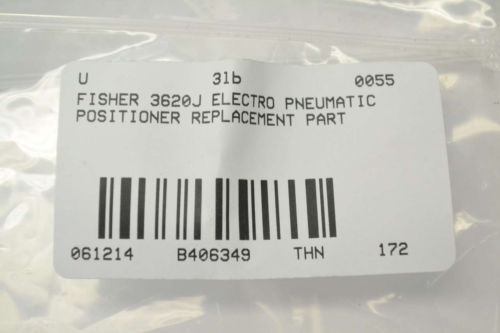 U 31b 0055
FISHER 3620J ELECTRO PNEUMATIC
POSITIONER REPLACEMENT PART
061214 B406349 THN 172